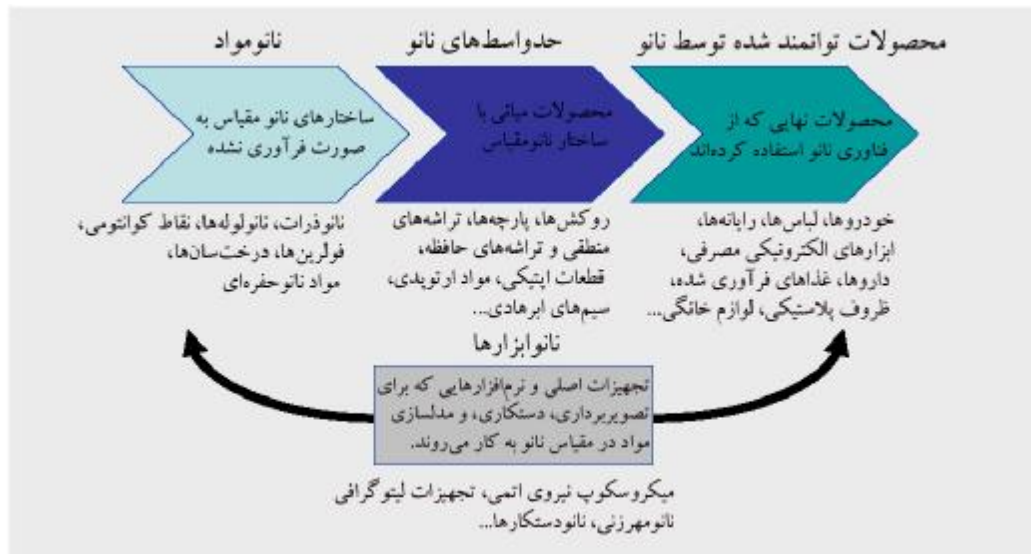 نانومواد
ساختارهای نانو مقیاس به
صورت فرآوری نشده
نانوذرات، نانولوله‌ها، نقاط کوانتومی،
فولرین‌ها، درخت‌سان‌ها،
مواد نانوحفره‌ای
حدواسط‌های نانو
محصولات میانی با
ساختار نانومقیاس
روکش‌ها، پارچه‌ها، تراشه‌های
منطقی و تراشه‌های حافظه،
قطعات اپتیکی، مواد ارتوپدی،
سیم‌های ابرهادی...
محصولات توانمند شده توسط نانو
محصولات نهایی که از
فناوری نانو استفاده کرده‌اند
خودروها، لباس‌ها، رایانه‌ها،
ابزارهای الکترونیکی مصرفی،
داروها، غذاهای فرآوری شده،
ظروف پلاستیکی، لوازم خانگی...
نانوابزارها
تجهیزات اصلی و نرم‌افزارهایی که برای
تصویربرداری، دستکاری، و مدلسازی
مواد در مقیاس نانو به کار می‌روند.
میکروسکوپ نیروی اتمی، تجهیزات لیتوگرافی
نانومهرزنی، نانودستکارها...